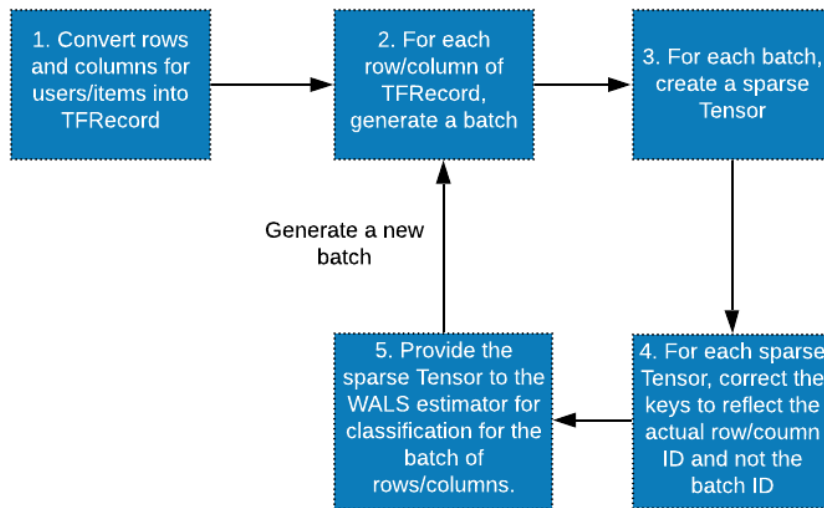 1. Convert rows
and columns for
users/items into
TFRecord
2. For each
row/column of
TFRecord,
generate a batch
3. For each batch,
create a sparse
Tensor
Generate a new
batch
4. For each sparse
Tensor, correct the
keys to reflect the
actual row/coumn
ID and not the
batch ID
5. Provide the
sparse Tensor to the
WALS estimator for
classification for the
batch of
rows/columns.